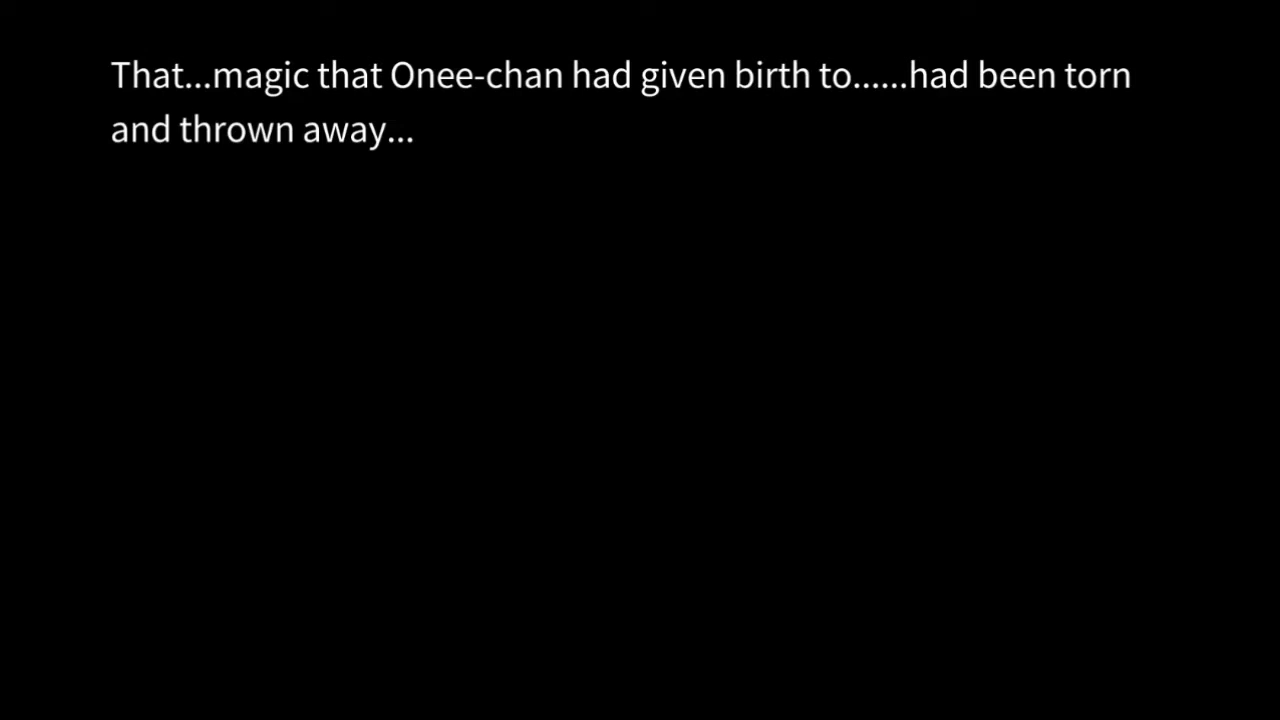 That...magic that Onee-chan had given birth to......had been torn
and thrown away...